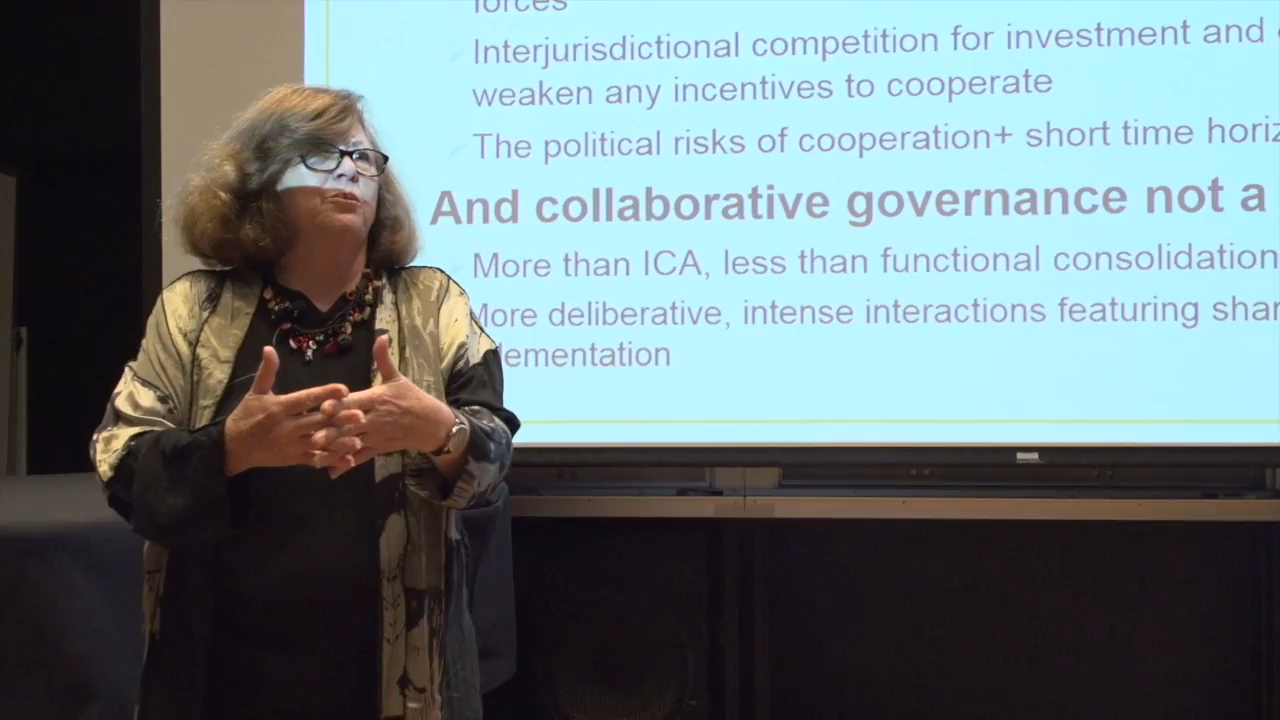 forces
Interjurisdictional competition for investment and
weaken any incentives to cooperate
The political risks of cooperation+ short time horiz
And collaborative governance not a
More than ICA, less than functional consolidation
More deliberative, intense interactions featuring shar
lementation